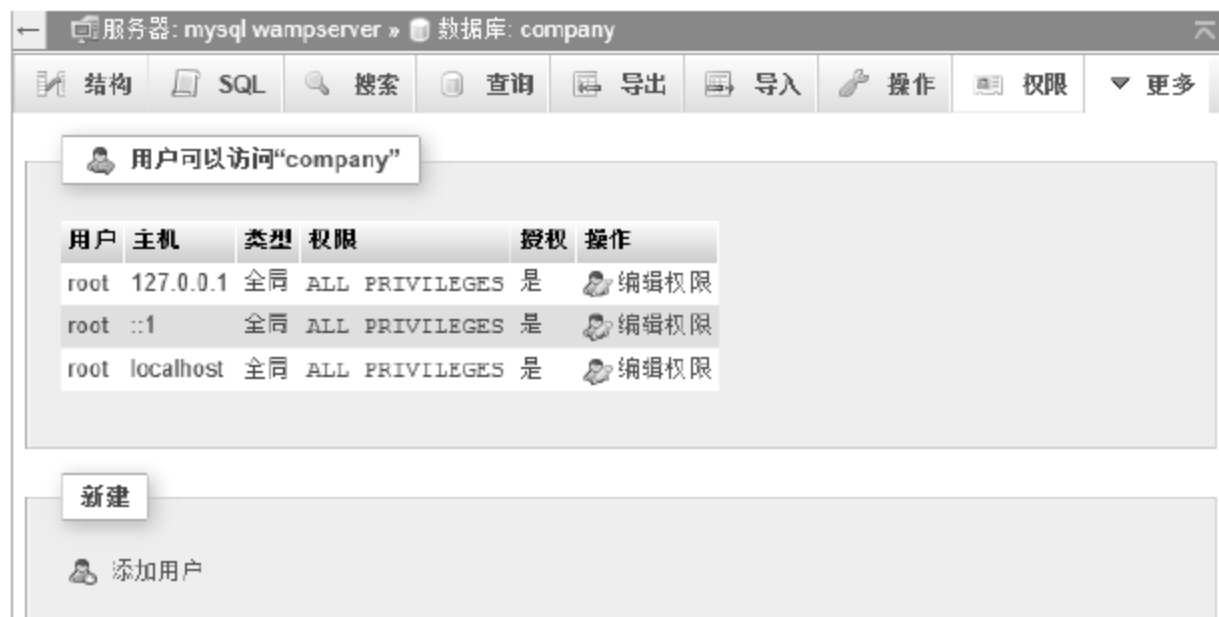 ← 服务器: mysql wampserver » 数据库: company
结构 SQL 搜索 查询 导出 导入 操作 权限 ▼ 更多
用户可以访问“company”
用户 主机 类型 权限 授权 操作
root 127.0.0.1 全局 ALL PRIVILEGES 是 编辑权限
root ::1 全局 ALL PRIVILEGES 是 编辑权限
root localhost 全局 ALL PRIVILEGES 是 编辑权限
新建
添加用户